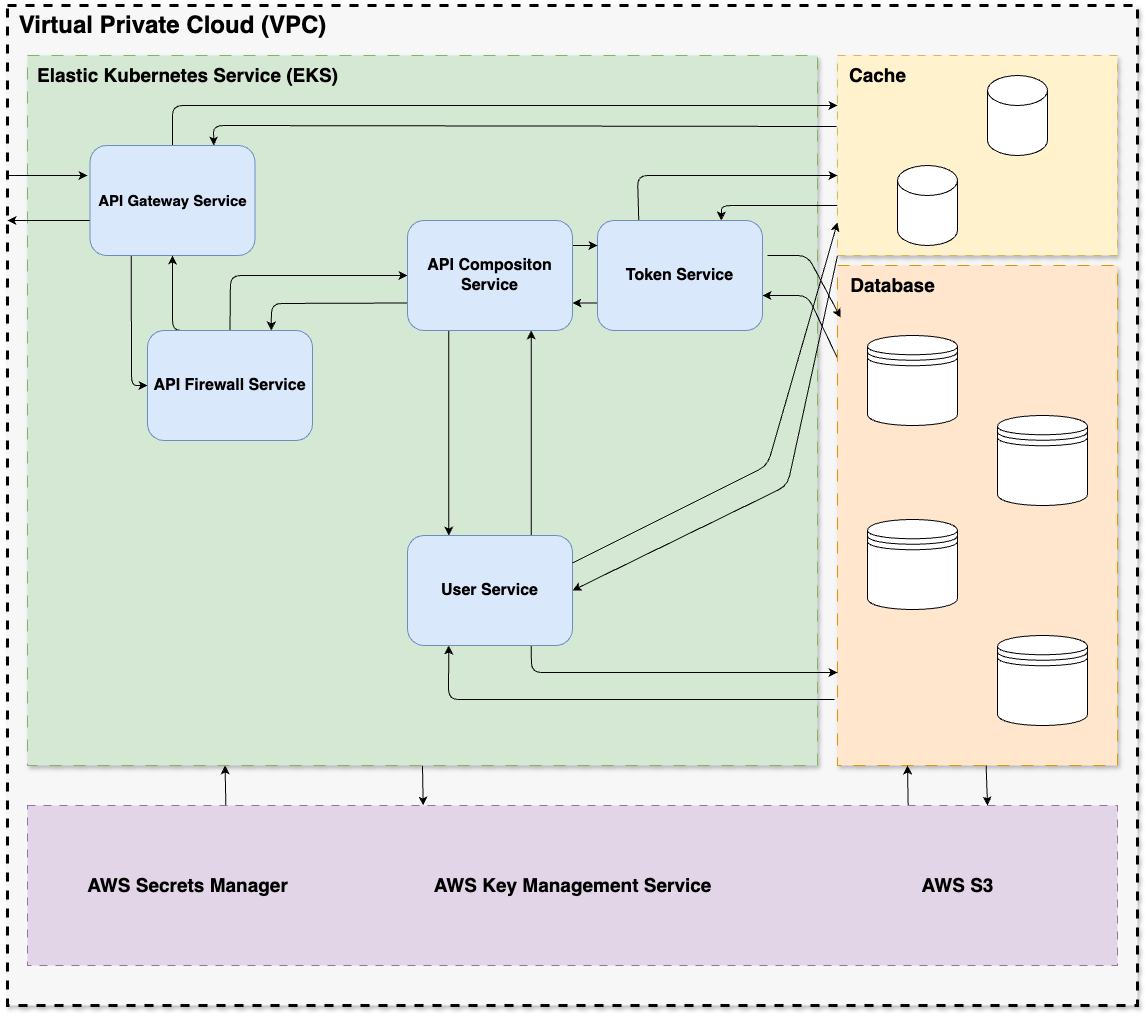 Virtual Private Cloud (VPC)
Elastic Kubernetes Service (EKS)
Cache
API Gateway Service
API Compositon
Service
Token Service
Database
API Firewall Service
User Service
AWS Secrets Manager
AWS Key Management Service
AWS S3